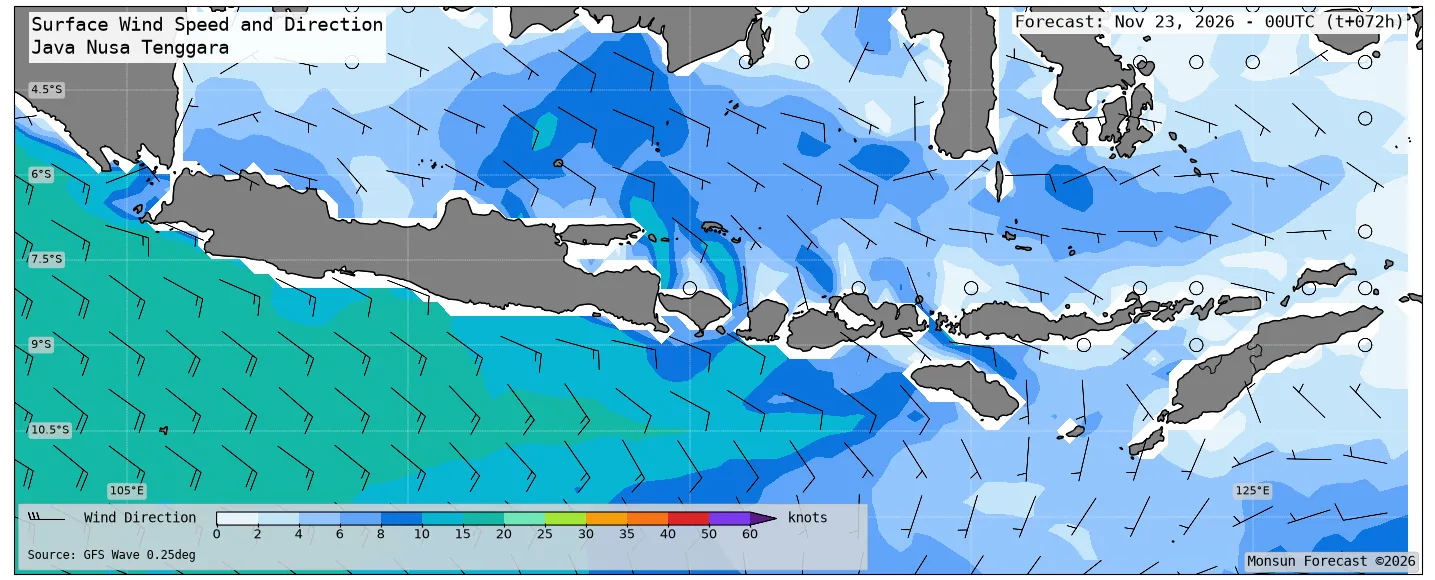 Surface Wind Speed and Direction
Java Nusa Tenggara
Forecast: Nov 23, 2026 - 00UTC (t+072h)
4.5°S
6°S
7.5°S
9°S
10.5°S
105°E
125°E
Wind Direction
0 2 4 6 8 10 15 20 25 30 35 40 50 60
knots
Source: GFS Wave 0.25deg
Monsun Forecast ©2026